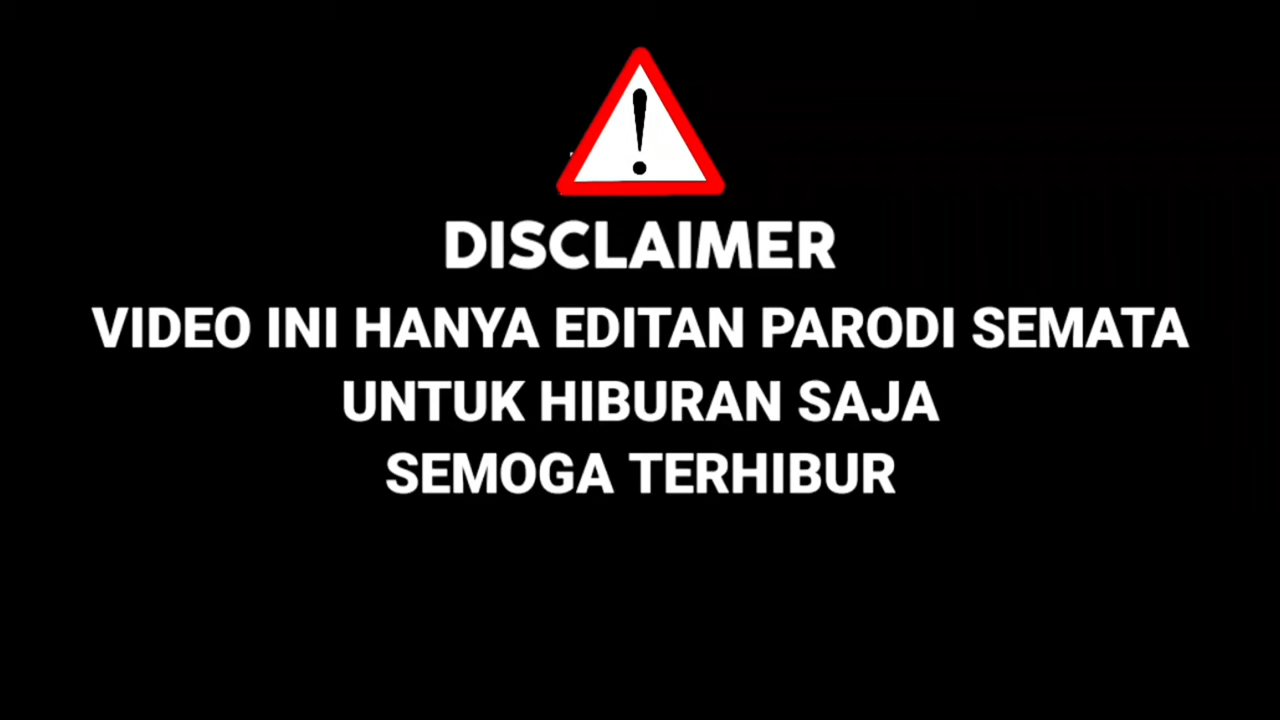 DISCLAIMER
VIDEO INI HANYA EDITAN PARODI SEMATA
UNTUK HIBURAN SAJA
SEMOGA TERHIBUR